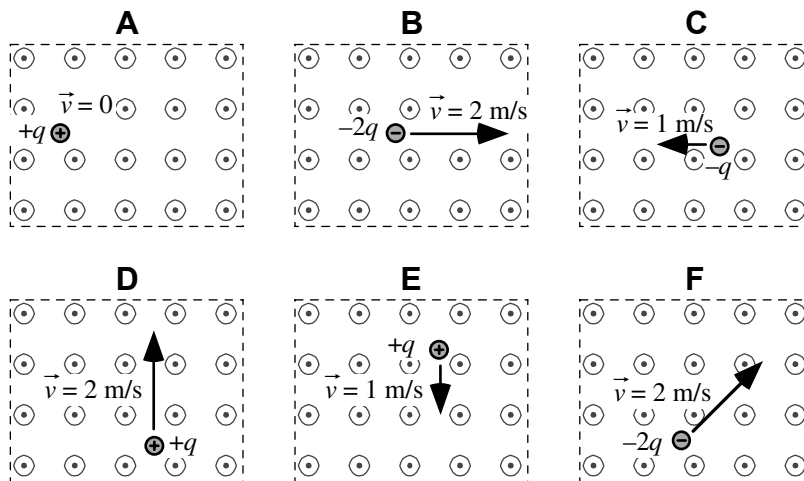 A
B
C
v⃗ = 0
+q
–2q
v⃗ = 2 m/s
v⃗ = 1 m/s
–q
D
E
F
v⃗ = 2 m/s
+q
+q
v⃗ = 1 m/s
v⃗ = 2 m/s
–2q